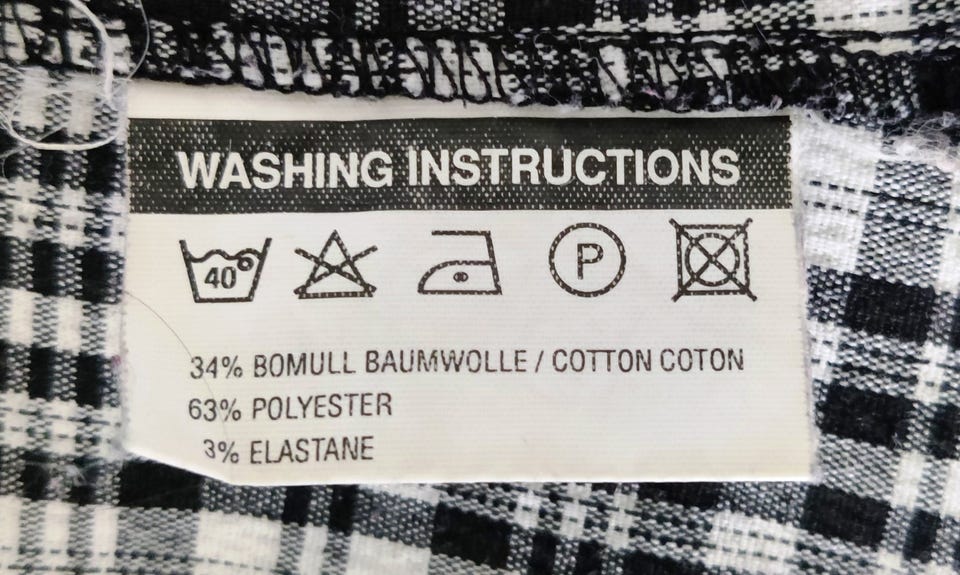 WASHING INSTRUCTIONS
40° P
34% BOMULL BAUMWOLLE / COTTON COTON
63% POLYESTER
3% ELASTANE